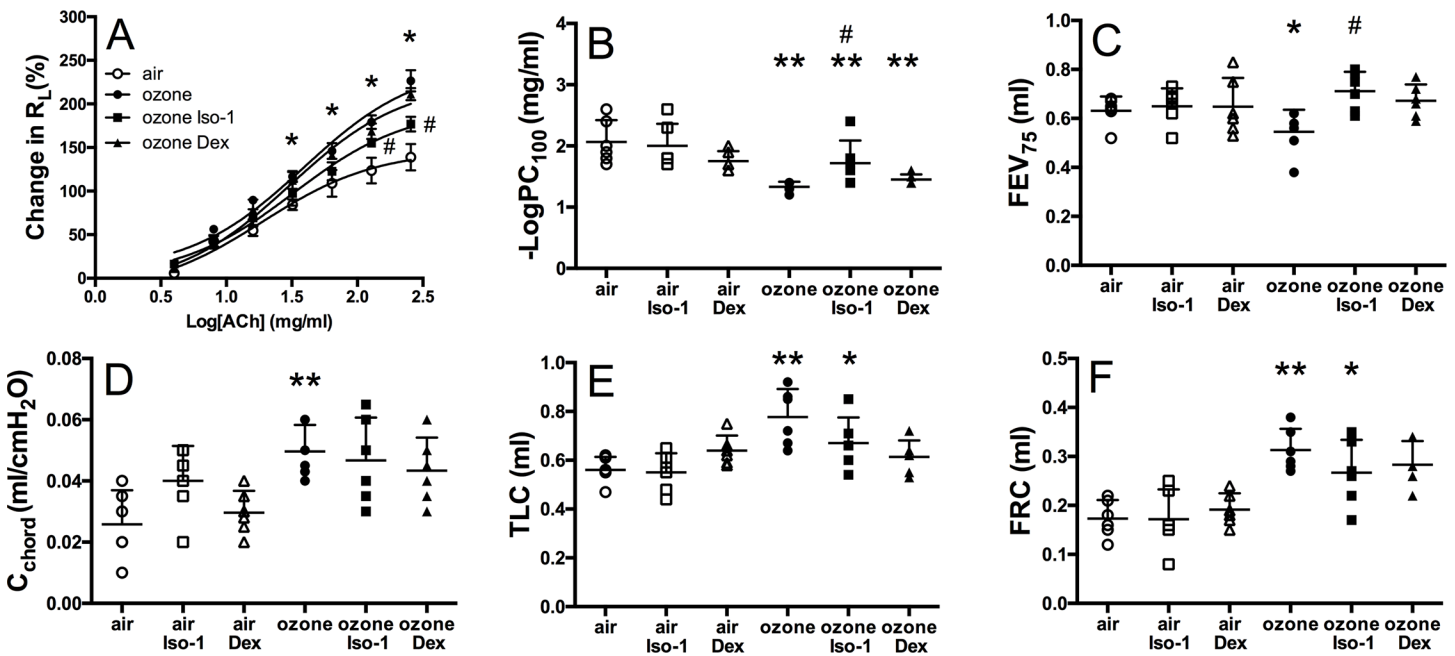 A
300
250
200
150
100
50
0
Change in RL(%)
air
ozone
ozone Iso-1
ozone Dex
*
*
*
*
#
#
0.0 0.5 1.0 1.5 2.0 2.5
Log[ACh] (mg/ml)
B
4
3
2
1
0
-LogPC100 (mg/ml)
#
** ** **
air air air ozone ozone ozone
Iso-1 Dex Iso-1 Dex
C
1.0
0.8
0.6
0.4
0.2
0.0
FEV75 (ml)
* #
air air air ozone ozone ozone
Iso-1 Dex Iso-1 Dex
D
0.08
0.06
0.04
0.02
0.00
Cchord (ml/cmH2O)
**
air air air ozone ozone ozone
Iso-1 Dex Iso-1 Dex
E
1.0
0.8
0.6
0.4
0.2
0.0
TLC (ml)
** *
air air air ozone ozone ozone
Iso-1 Dex Iso-1 Dex
F
0.5
0.4
0.3
0.2
0.1
0.0
FRC (ml)
** *
air air air ozone ozone ozone
Iso-1 Dex Iso-1 Dex